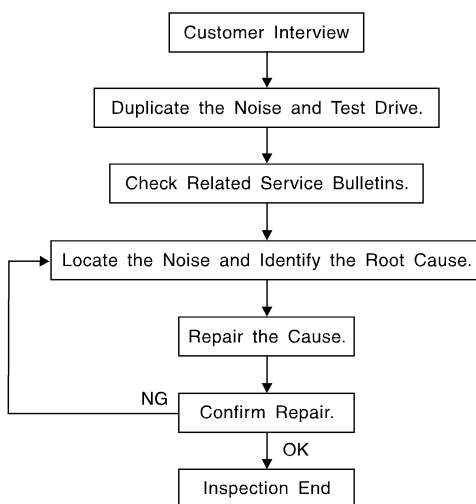 Customer Interview
Duplicate the Noise and Test Drive.
Check Related Service Bulletins.
Locate the Noise and Identify the Root Cause.
Repair the Cause.
NG
Confirm Repair.
OK
Inspection End